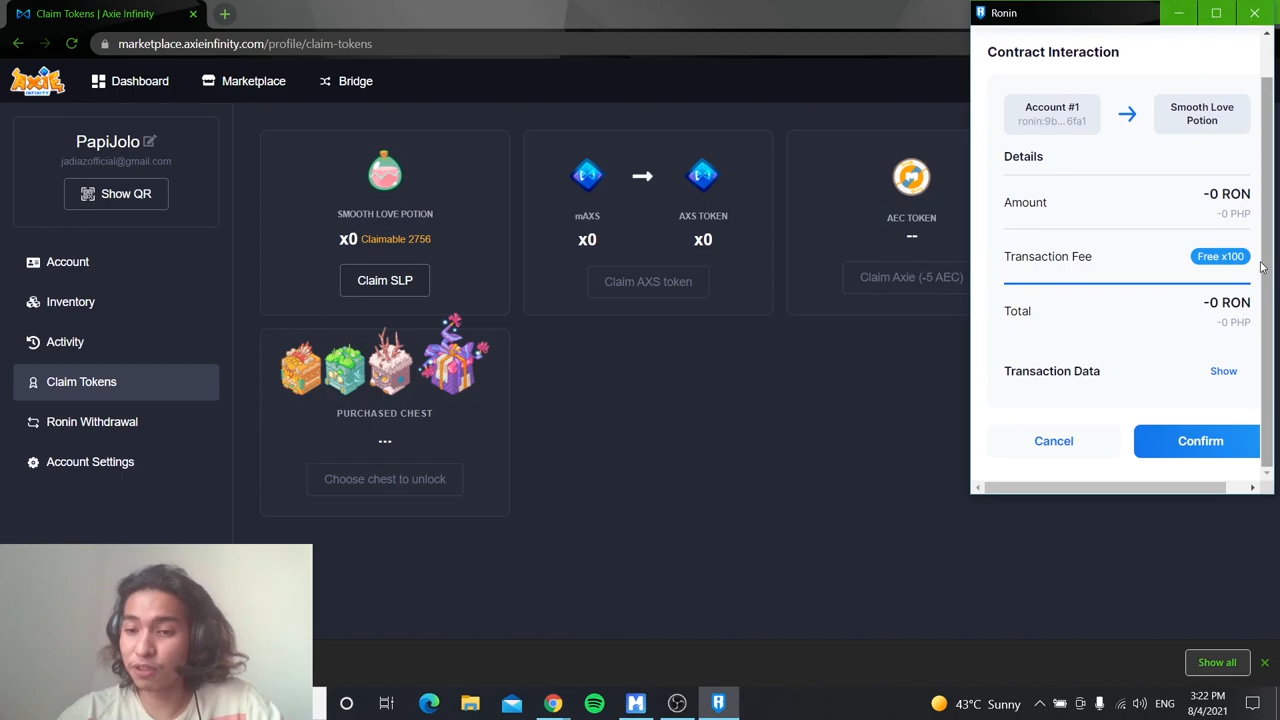 Claim Tokens | Axie Infinity
marketplace.axieinfinity.com/profile/claim-tokens
AXIE
INFINITY
Dashboard
Marketplace
Bridge
PapiJolo
jadiazofficial@gmail.com
Show QR
Account
Inventory
Activity
Claim Tokens
Ronin Withdrawal
Account Settings
SMOOTH LOVE POTION
x0 Claimable 2756
Claim SLP
mAXS
x0
AXS TOKEN
x0
Claim AXS token
AEC TOKEN
--
Claim Axie (-5 AEC)
PURCHASED CHEST
---
Choose chest to unlock
Ronin
Contract Interaction
Account #1
ronin:9b...6fa1
Smooth Love
Potion
Details
Amount
-0 RON
-0 PHP
Transaction Fee
Free x100
Total
-0 RON
-0 PHP
Transaction Data
Show
Cancel
Confirm
Show all
43°C Sunny
ENG
3:22 PM
8/4/2021